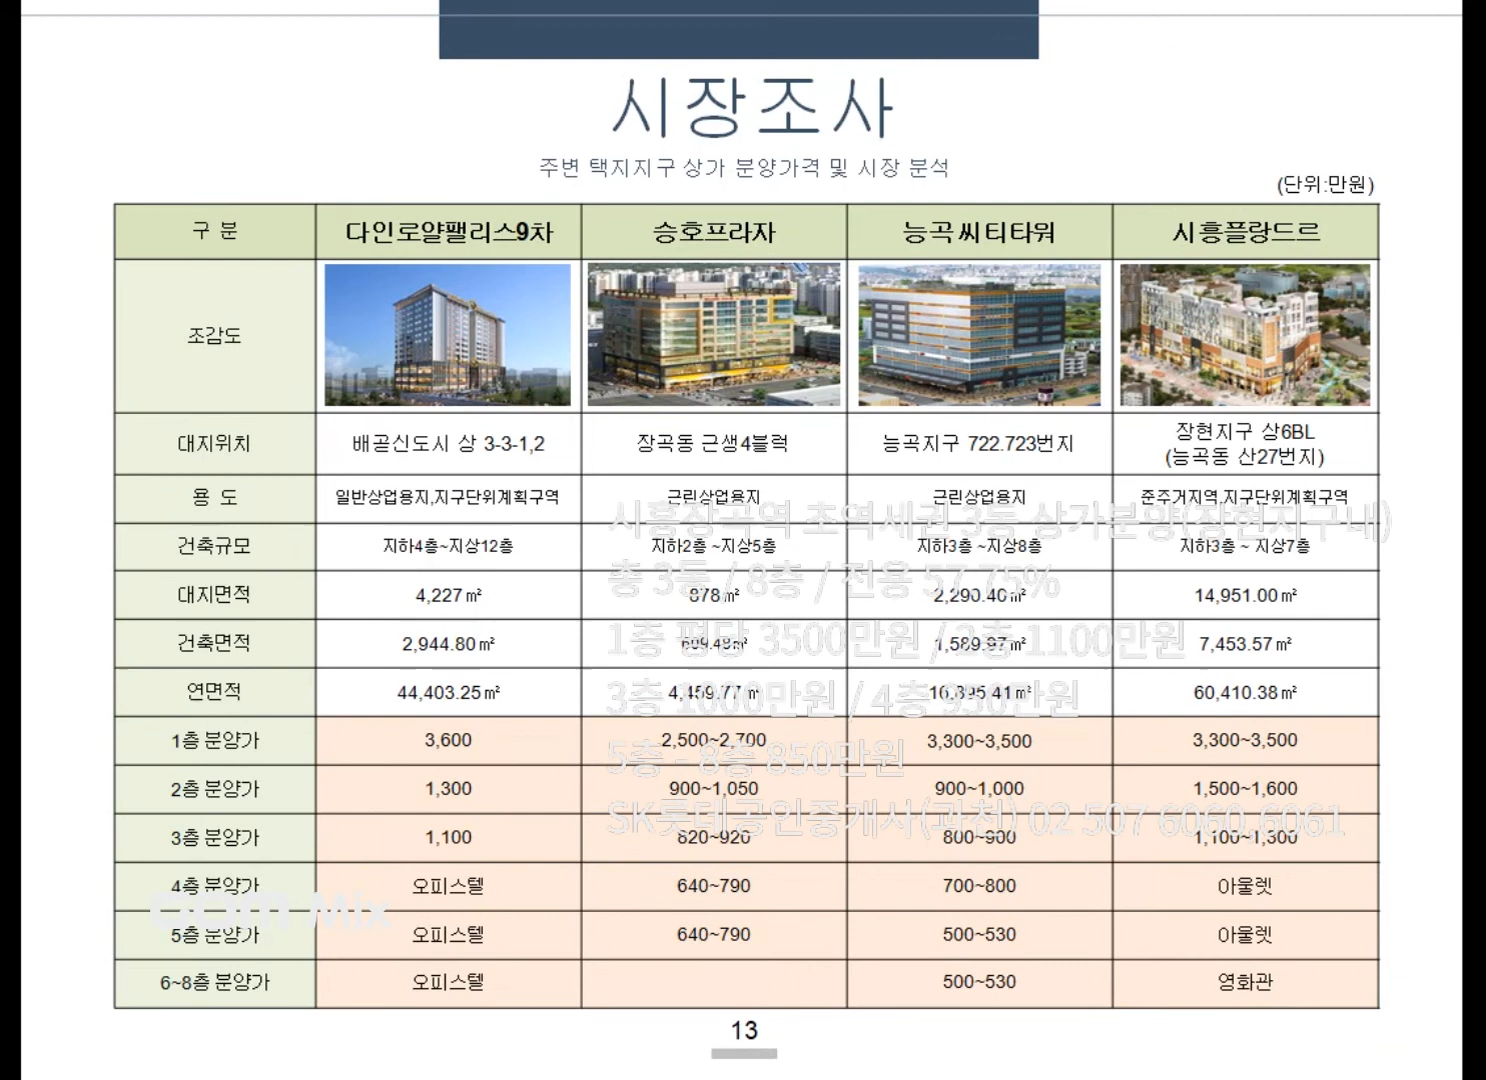 시장조사
주변 택지지구 상가 분양가격 및 시장 분석
(단위:만원)
구 분 다인로얄팰리스9차 승호프라자 능곡씨티타워 시흥플랑드르
조감도
대지위치 배곧신도시 상 3-3-1,2 장곡동 근생4블럭 능곡지구 722.723번지 장현지구 상6BL
(능곡동 산27번지)
용 도 일반상업용지,지구단위계획구역 근린상업용지 근린상업용지 준주거지역,지구단위계획구역
시흥장곡역 초역세권 3동 상가분양(장현지구내)
건축규모 지하4층~지상12층 지하2층 ~지상5층 지하3층 ~지상8층 지하3층 ~ 지상7층
총 3동 / 8층 / 전용 57.75%
대지면적 4,227㎡ 878㎡ 2,290.40㎡ 14,951.00㎡
1층 평당 3500만원 / 2층 1100만원
건축면적 2,944.80㎡ 609.48㎡ 1,589.97㎡ 7,453.57㎡
연면적 44,403.25㎡ 4,459.77㎡ 16,395.41㎡ 60,410.38㎡
3층 1000만원 / 4층 950만원
1층 분양가 3,600 2,500~2,700 3,300~3,500 3,300~3,500
5층 - 8층 850만원
2층 분양가 1,300 900~1,050 900~1,000 1,500~1,600
SK롯데공인중개사(과천) 02 507 6060,6061
3층 분양가 1,100 820~920 800~900 1,100~1,300
4층 분양가 오피스텔 640~790 700~800 아울렛
Gom Mix
5층 분양가 오피스텔 640~790 500~530 아울렛
6~8층 분양가 오피스텔 500~530 영화관
13